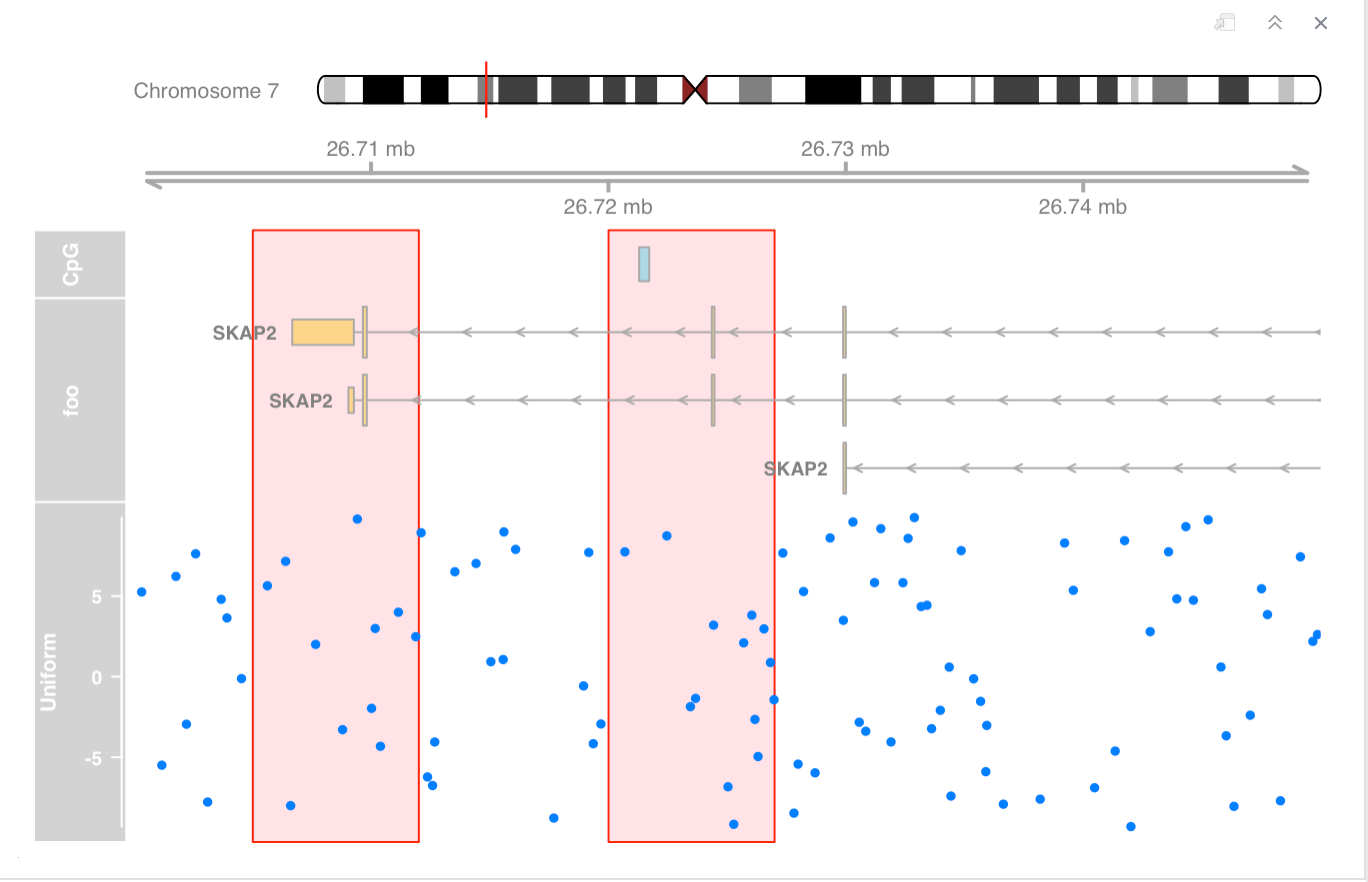 Chromosome 7
26.71 mb
26.73 mb
26.72 mb
26.74 mb
CpG
foo
SKAP2
SKAP2
SKAP2
Uniform
5
0
-5